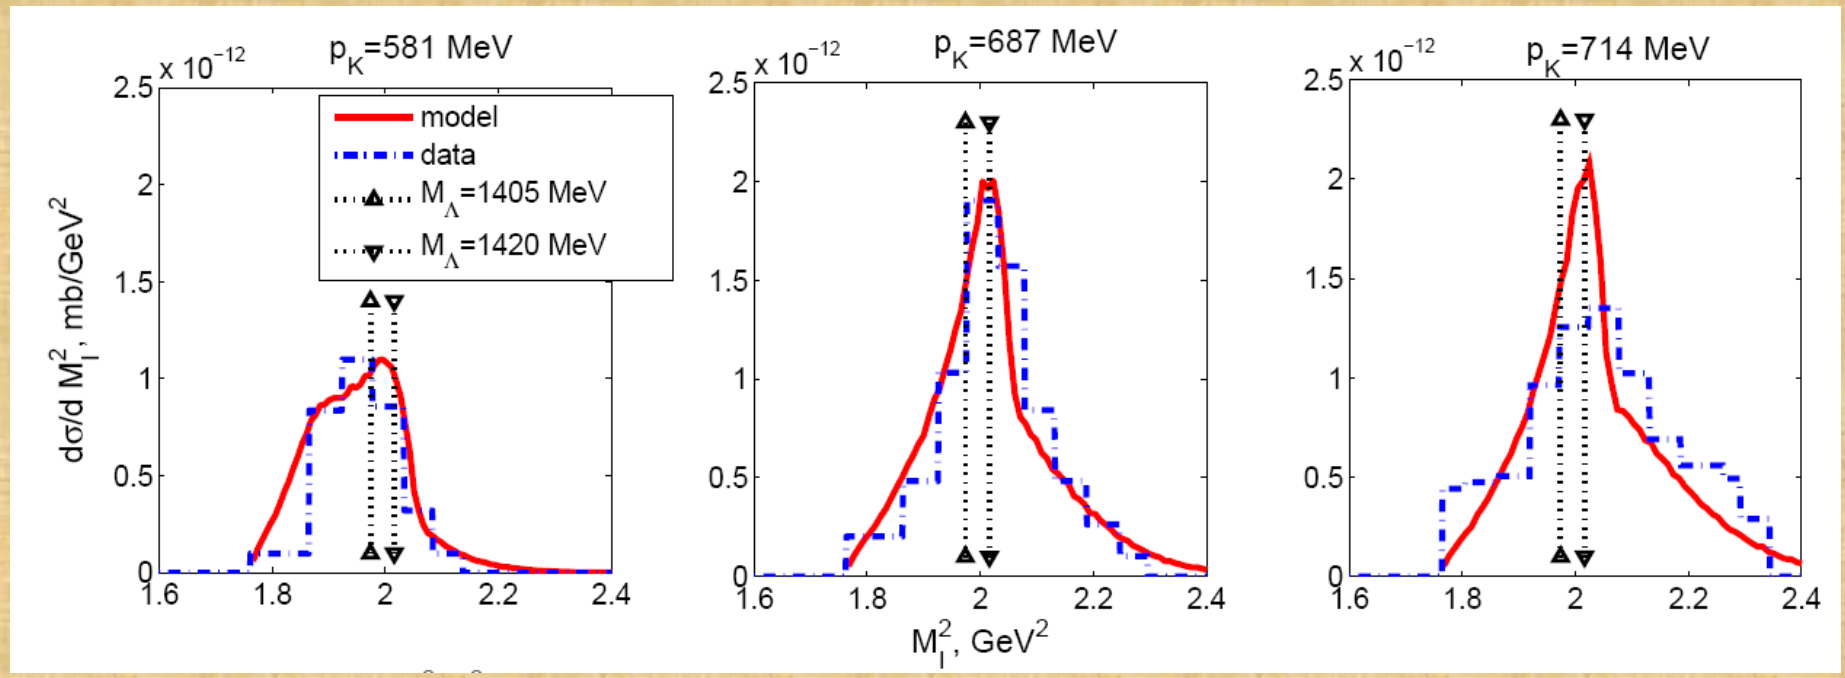 p_K=581 MeV
x 10^−12
2.5
2
1.5
1
0.5
0
1.6 1.8 2 2.2 2.4
dσ/d M_I^2, mb/GeV^2
model
data
M_Λ=1405 MeV
M_Λ=1420 MeV
p_K=687 MeV
x 10^−12
2.5
2
1.5
1
0.5
0
1.6 1.8 2 2.2 2.4
M_I^2, GeV^2
p_K=714 MeV
x 10^−12
2.5
2
1.5
1
0.5
0
1.6 1.8 2 2.2 2.4